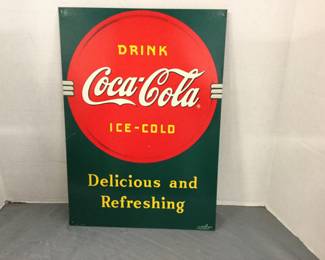 DRINK
Coca-Cola
ICE-COLD
Delicious and
Refreshing